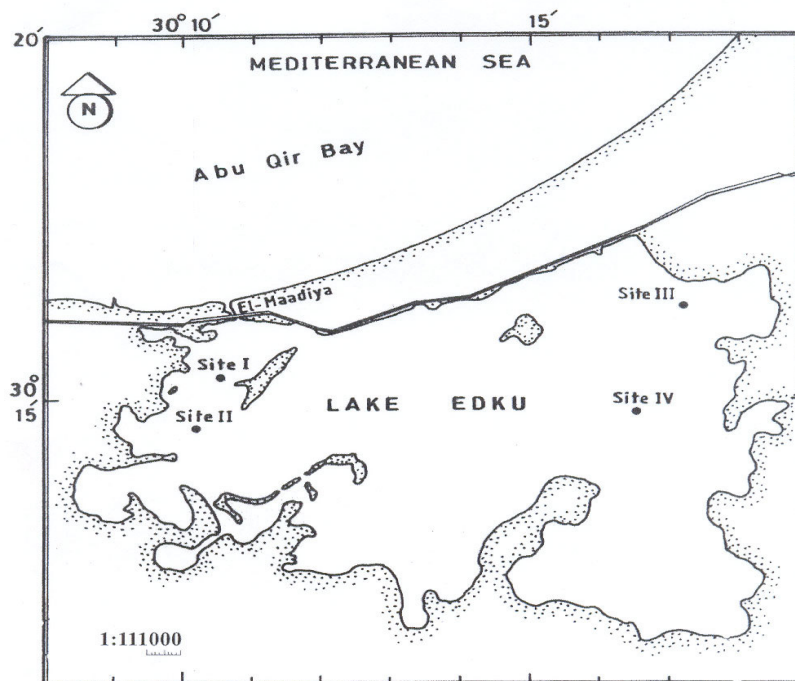 30° 10′ 15′
20′
MEDITERRANEAN SEA
N
Abu Qir Bay
El-Maadiya
Site III
Site I
30°
15′
LAKE EDKU
Site IV
Site II
1:111000